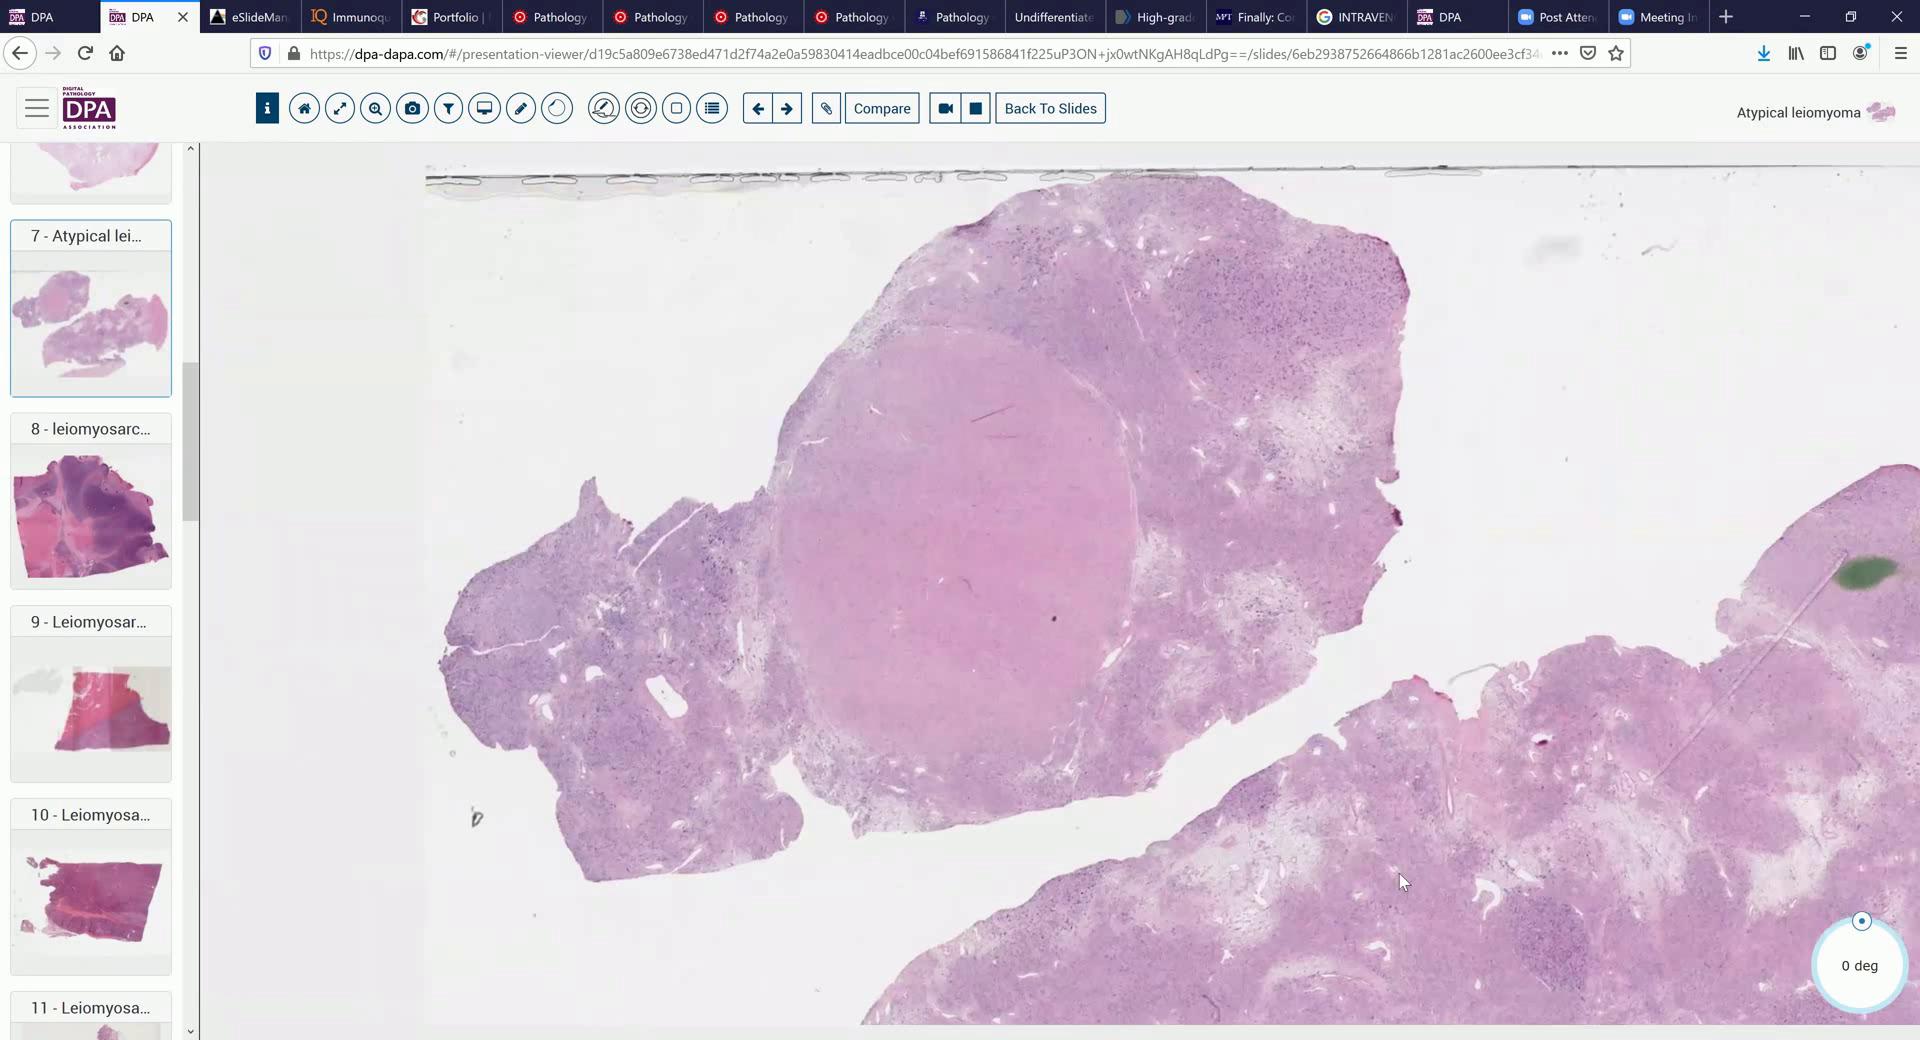 DPA
DPA
eSlideMan
Immunoqu
Portfolio |
Pathology
Pathology
Pathology
Pathology
Pathology
Undifferentiate
High-grad
Finally: Co
INTRAVEN
DPA
Post Atten
Meeting In
https://dpa-dapa.com/#/presentation-viewer/d19c5a809e6738ed471d2f74a2e0a59830414eadbce00c04bef691586841f225uP3ON+jx0wtNKgAH8qLdPg==/slides/6eb2938752664866b1281ac2600ee3cf34
DIGITAL
PATHOLOGY
DPA
ASSOCIATION
Compare
Back To Slides
Atypical leiomyoma
7 - Atypical lei...
8 - leiomyosarc...
9 - Leiomyosar...
10 - Leiomyosa...
11 - Leiomyosa...
0 deg